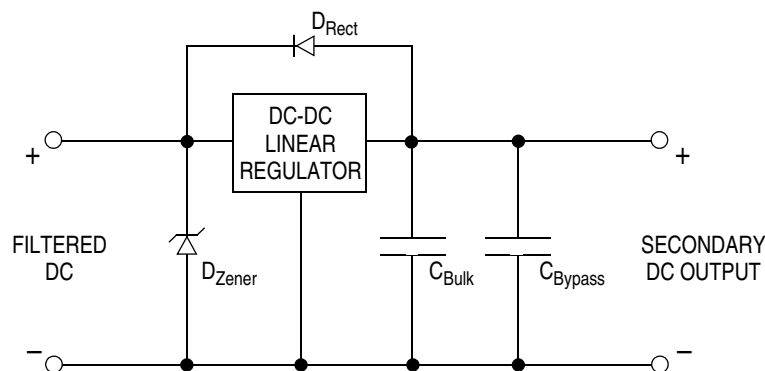 DRect
DC-DC
LINEAR
REGULATOR
+
+
FILTERED
DC
DZener
CBulk
CBypass
SECONDARY
DC OUTPUT
−
−